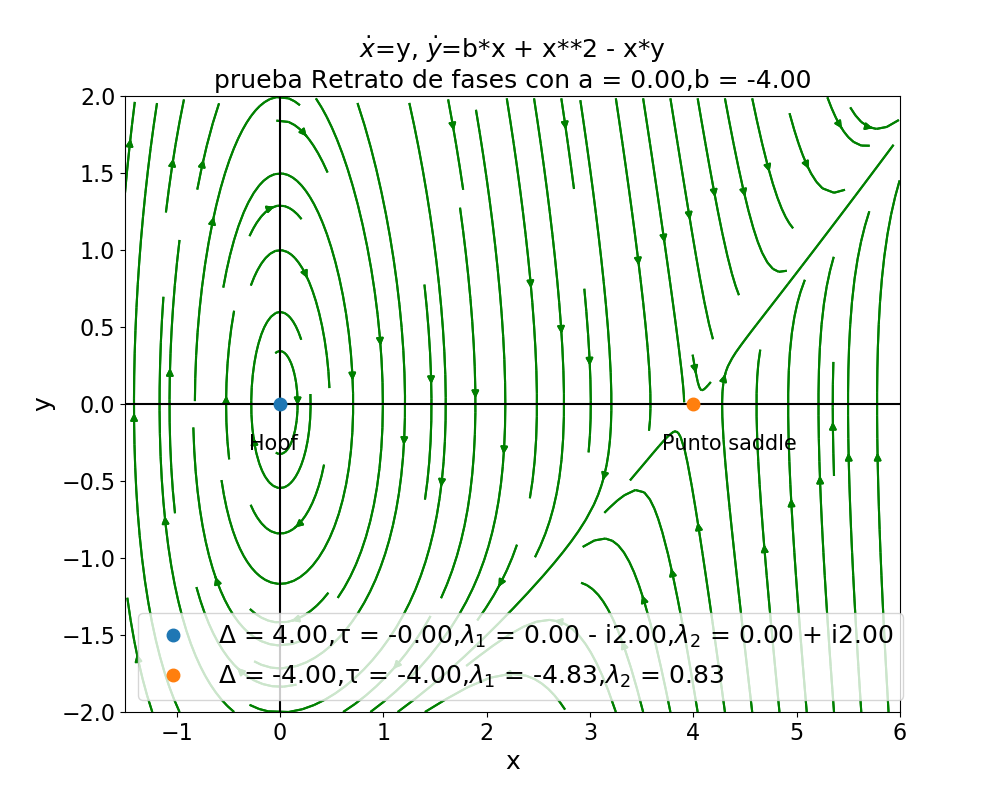 ẋ=y, ẏ=b*x + x**2 - x*y
prueba Retrato de fases con a = 0.00,b = -4.00
2.0
1.5
1.0
0.5
0.0
−0.5
−1.0
−1.5
−2.0
y
Hopf
Punto saddle
Δ = 4.00,τ = -0.00,λ₁ = 0.00 - i2.00,λ₂ = 0.00 + i2.00
Δ = -4.00,τ = -4.00,λ₁ = -4.83,λ₂ = 0.83
−1 0 1 2 3 4 5 6
x